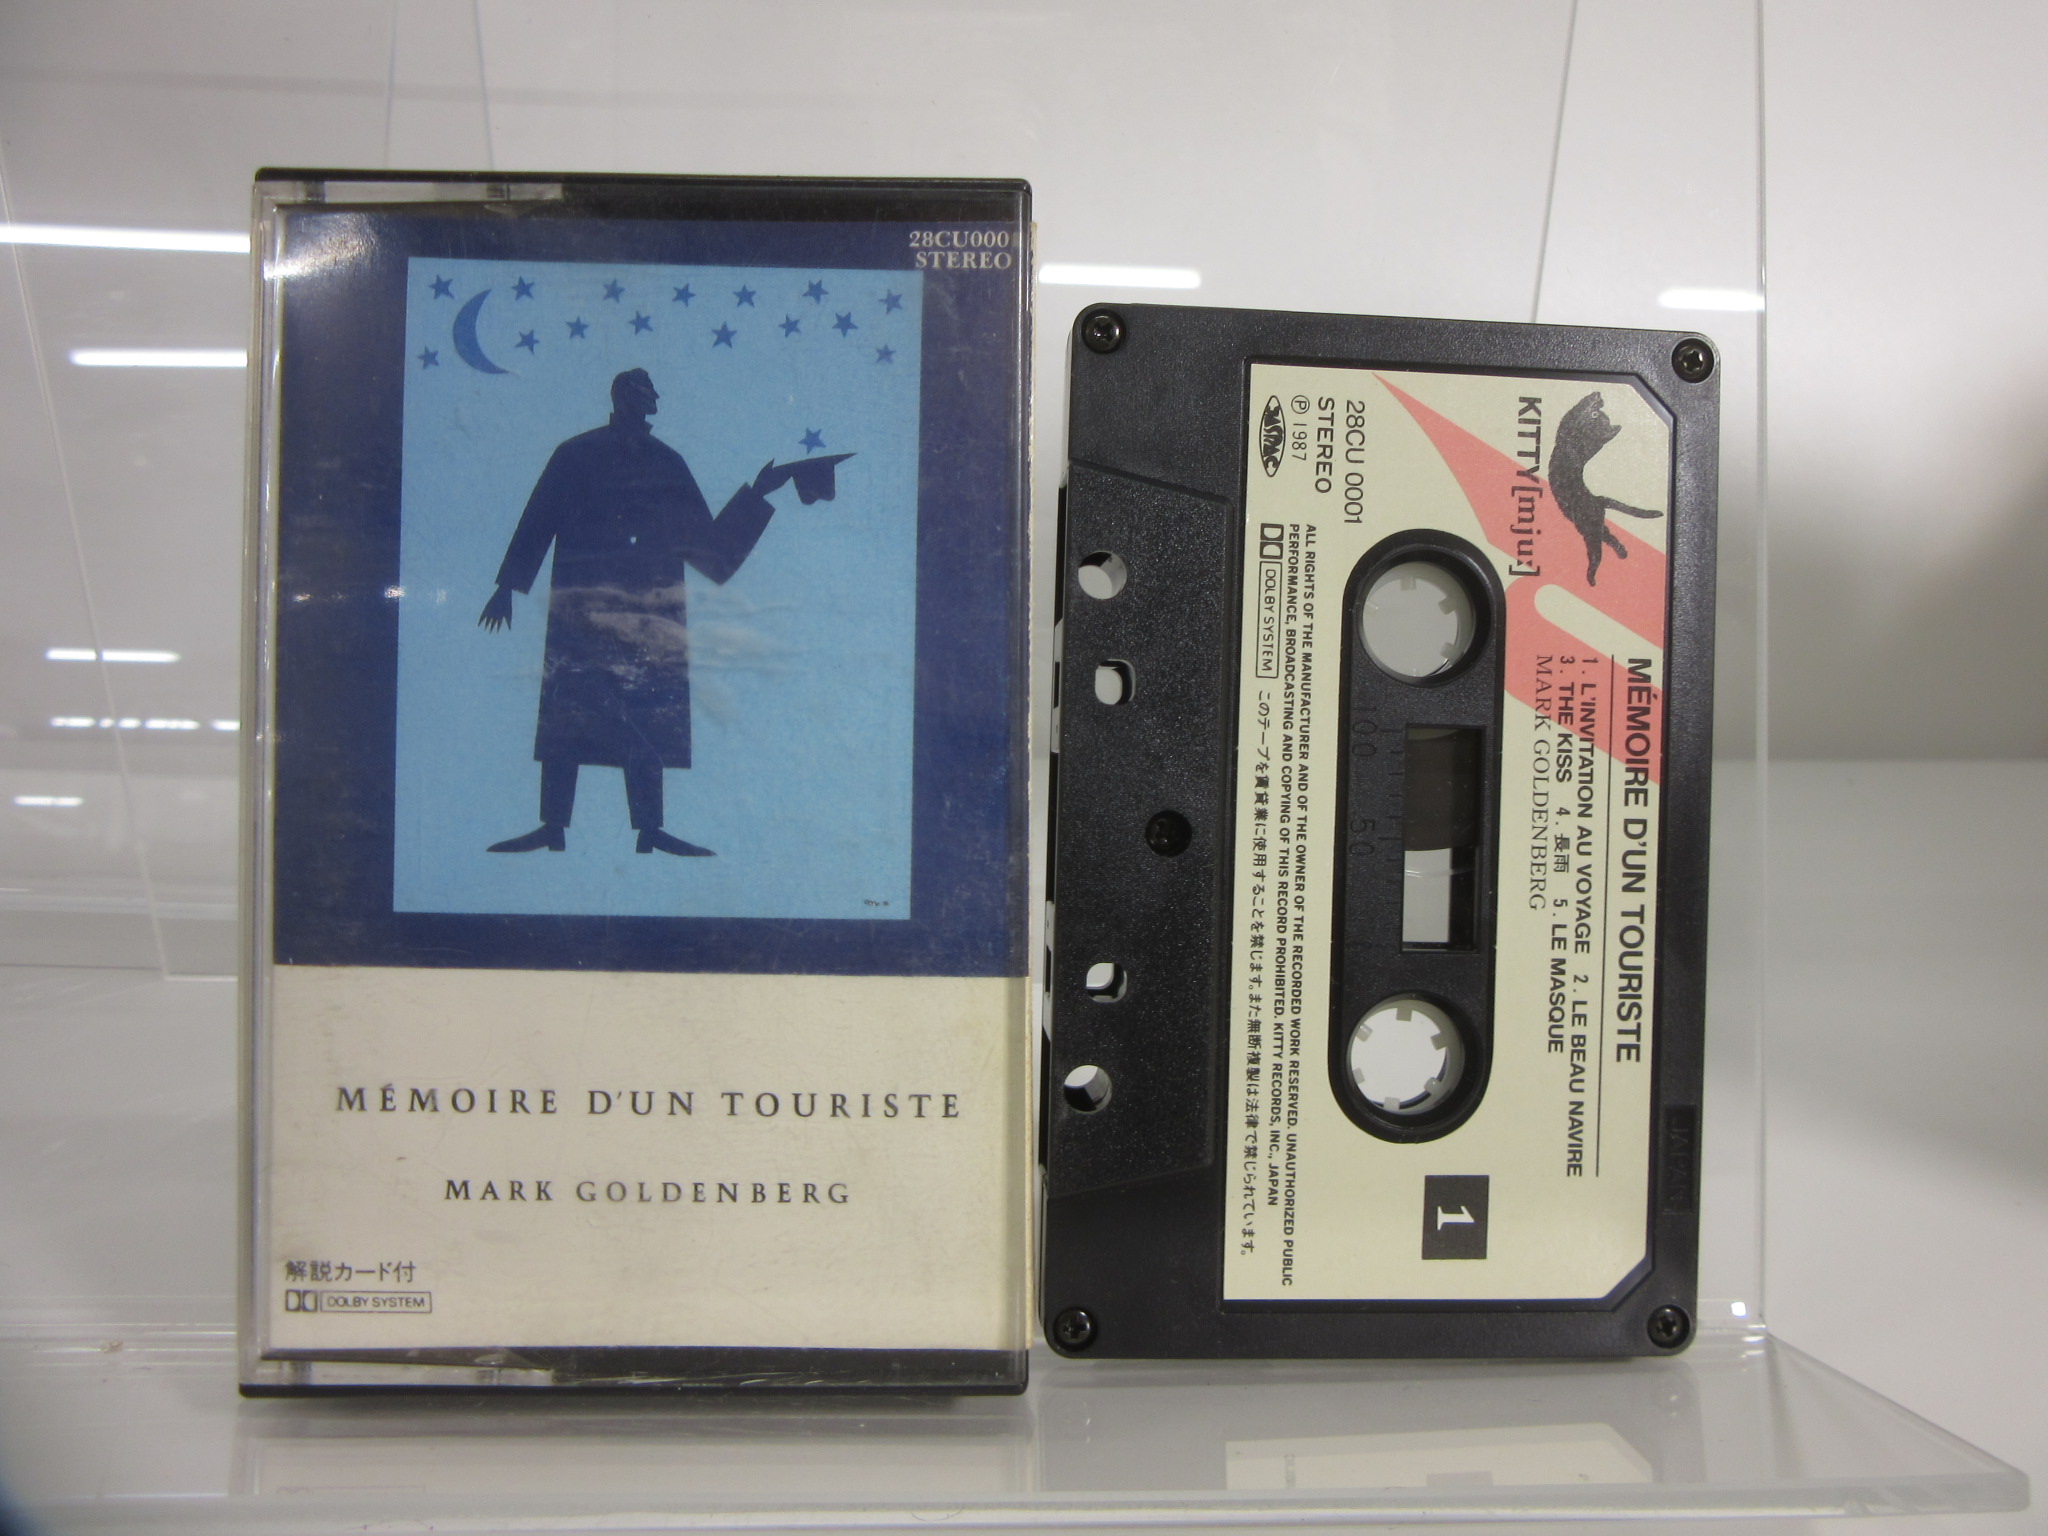 28CU000
STEREO
MÉMOIRE D'UN TOURISTE
MARK GOLDENBERG
解説カード付
DOLBY SYSTEM
KITTY[mju:]
MÉMOIRE D'UN TOURISTE
1. L'INVITATION AU VOYAGE 2. LE BEAU NAVIRE
3. THE KISS 4. 長雨 5. LE MASQUE
MARK GOLDENBERG
28CU 0001
STEREO
Ⓟ 1987
JASRAC
1
100 50
JAPAN
ALL RIGHTS OF THE MANUFACTURER AND OF THE OWNER OF THE RECORDED WORK RESERVED. UNAUTHORIZED PUBLIC
PERFORMANCE, BROADCASTING AND COPYING OF THIS RECORD PROHIBITED. KITTY RECORDS, INC., JAPAN
DOLBY SYSTEM このテープを賃貸業に使用することを禁じます。また無断複製は法律で禁じられています。